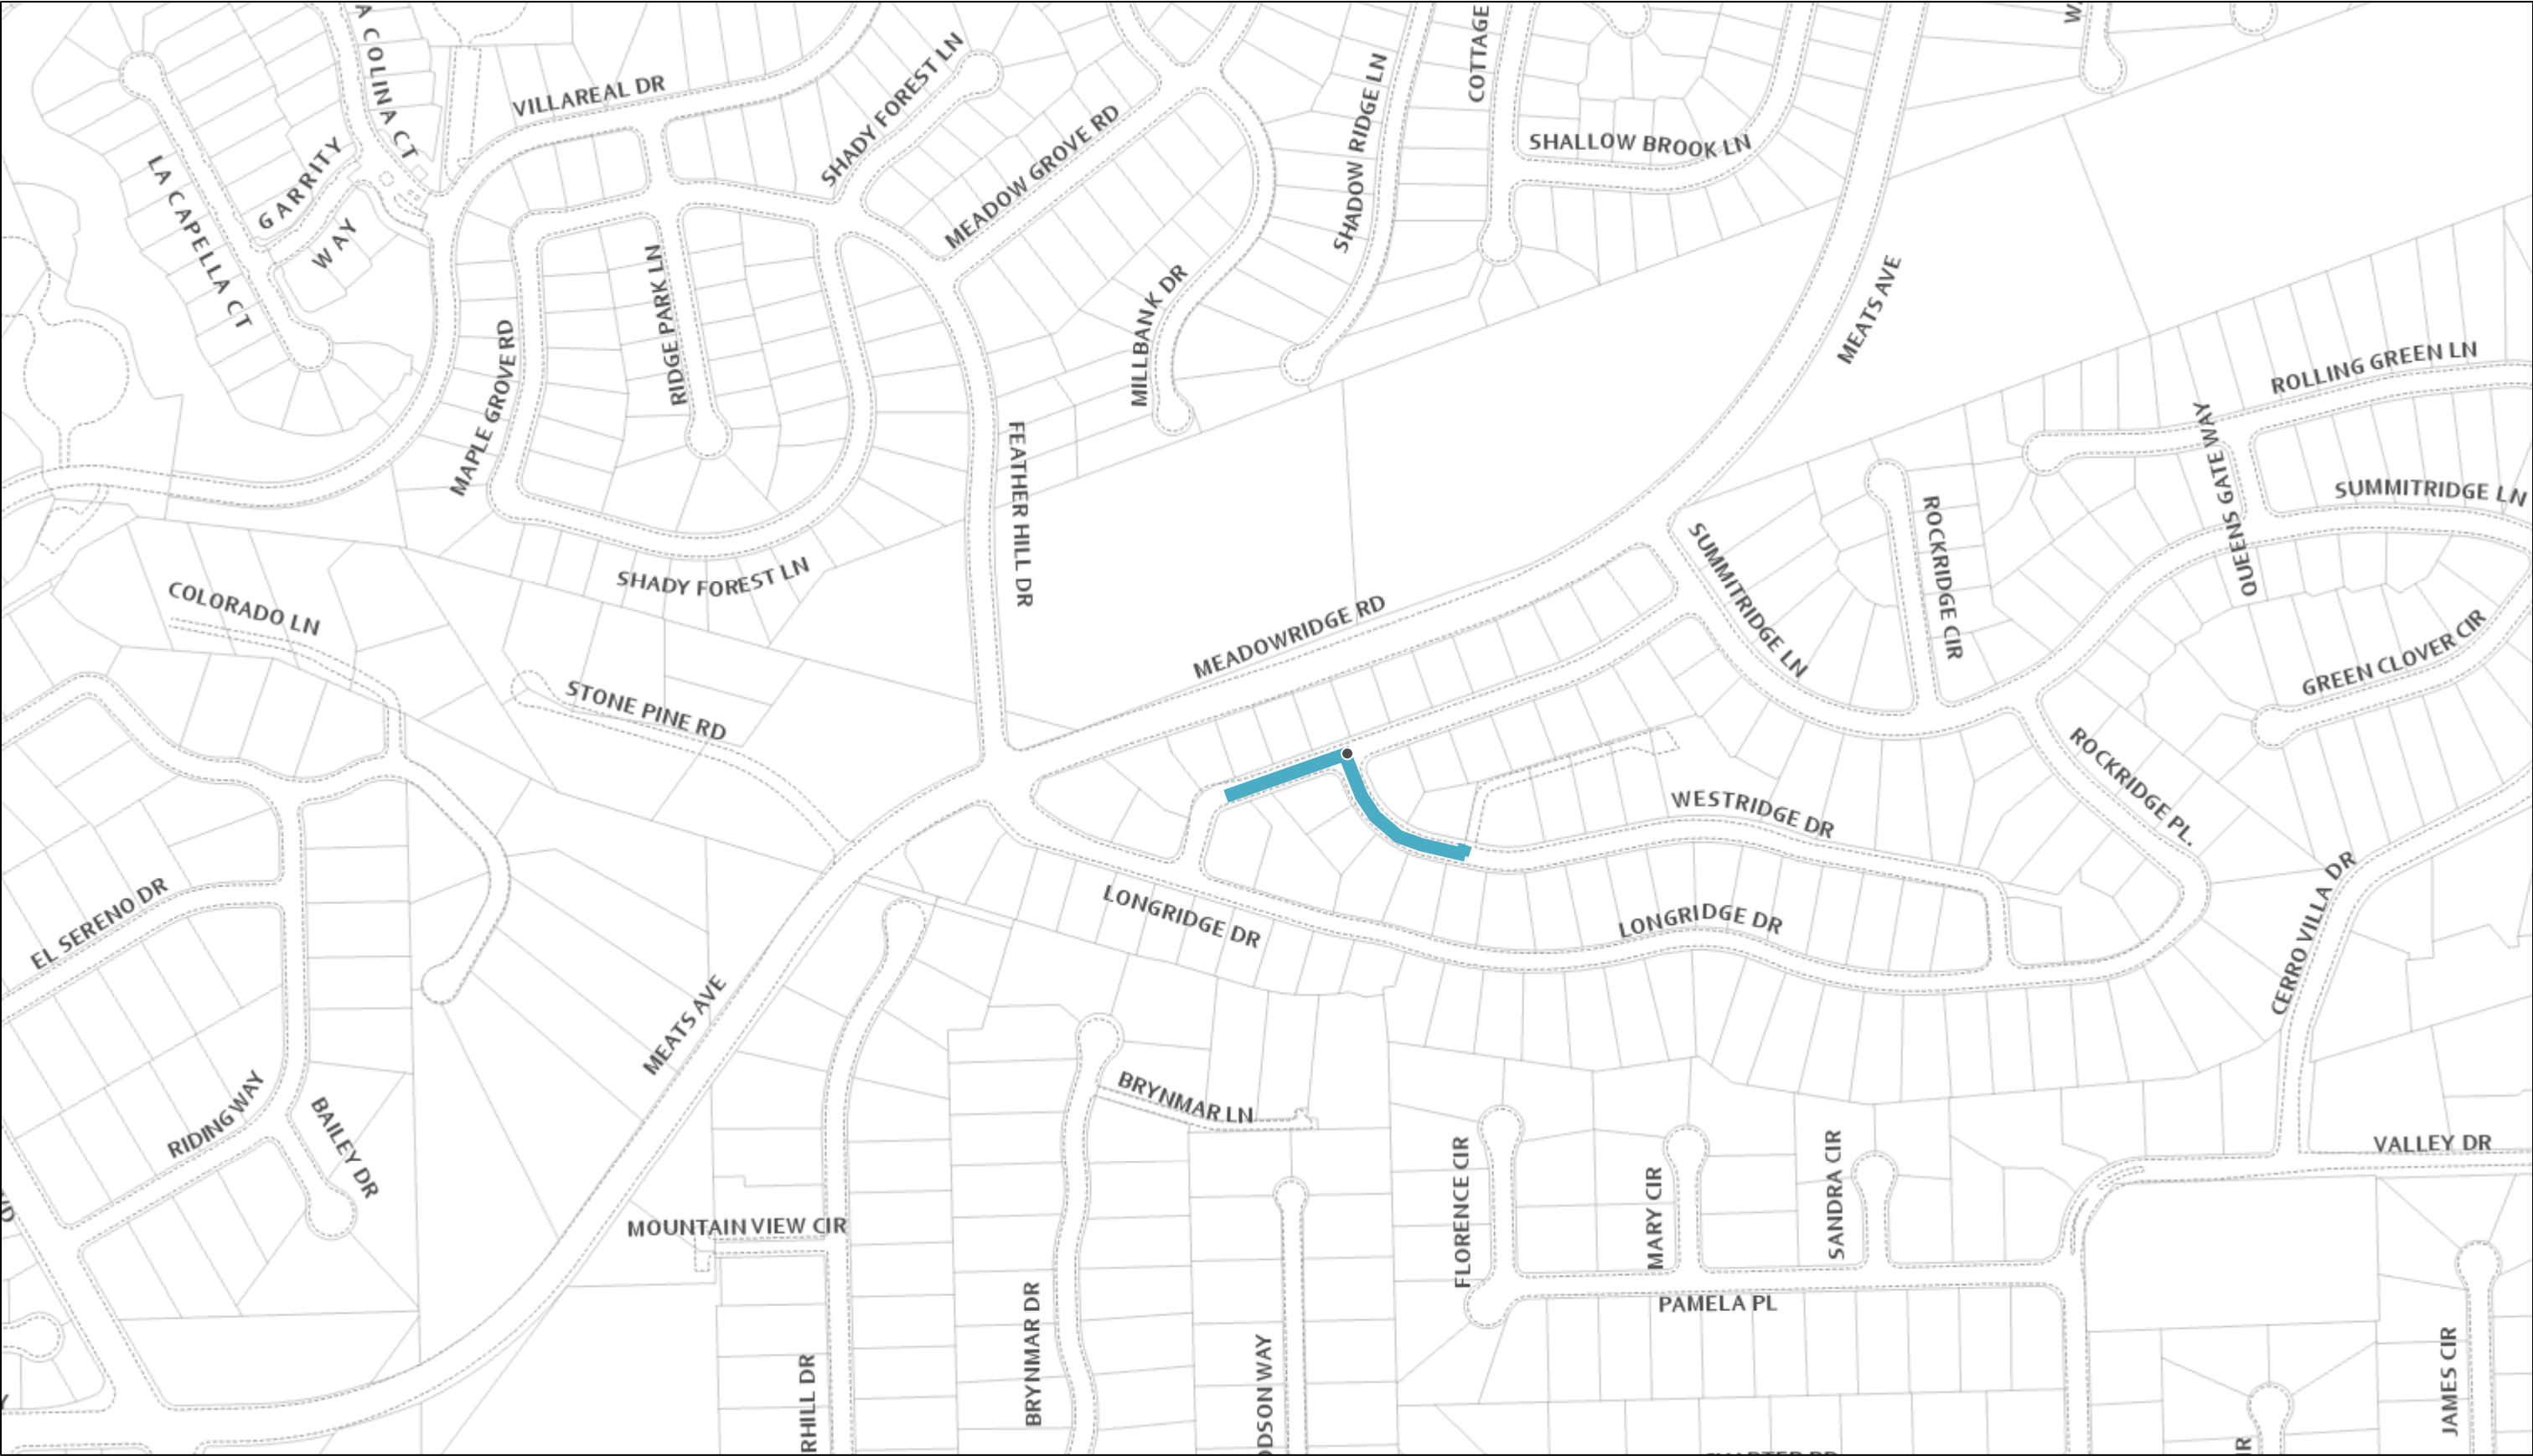 A COLINA CT
VILLAREAL DR
SHADY FOREST LN
COTTAGE
LA CAPELLA CT
GARRITY
WAY
MEADOW GROVE RD
SHADOW RIDGE LN
SHALLOW BROOK LN
MILLBANK DR
RIDGE PARK LN
MAPLE GROVE RD
MEATS AVE
ROLLING GREEN LN
QUEENS GATE WAY
SUMMITRIDGE LN
FEATHER HILL DR
ROCKRIDGE CIR
SHADY FOREST LN
COLORADO LN
SUMMITRIDGE LN
MEADOWRIDGE RD
GREEN CLOVER CIR
STONE PINE RD
ROCKRIDGE PL.
WESTRIDGE DR
LONGRIDGE DR
LONGRIDGE DR
EL SERENO DR
CERRO VILLA DR
MEATS AVE
RIDING WAY
BAILEY DR
BRYNMAR LN
VALLEY DR
FLORENCE CIR
MARY CIR
SANDRA CIR
MOUNTAIN VIEW CIR
PAMELA PL
BRYNMAR DR
RHILL DR
DSON WAY
JAMES CIR